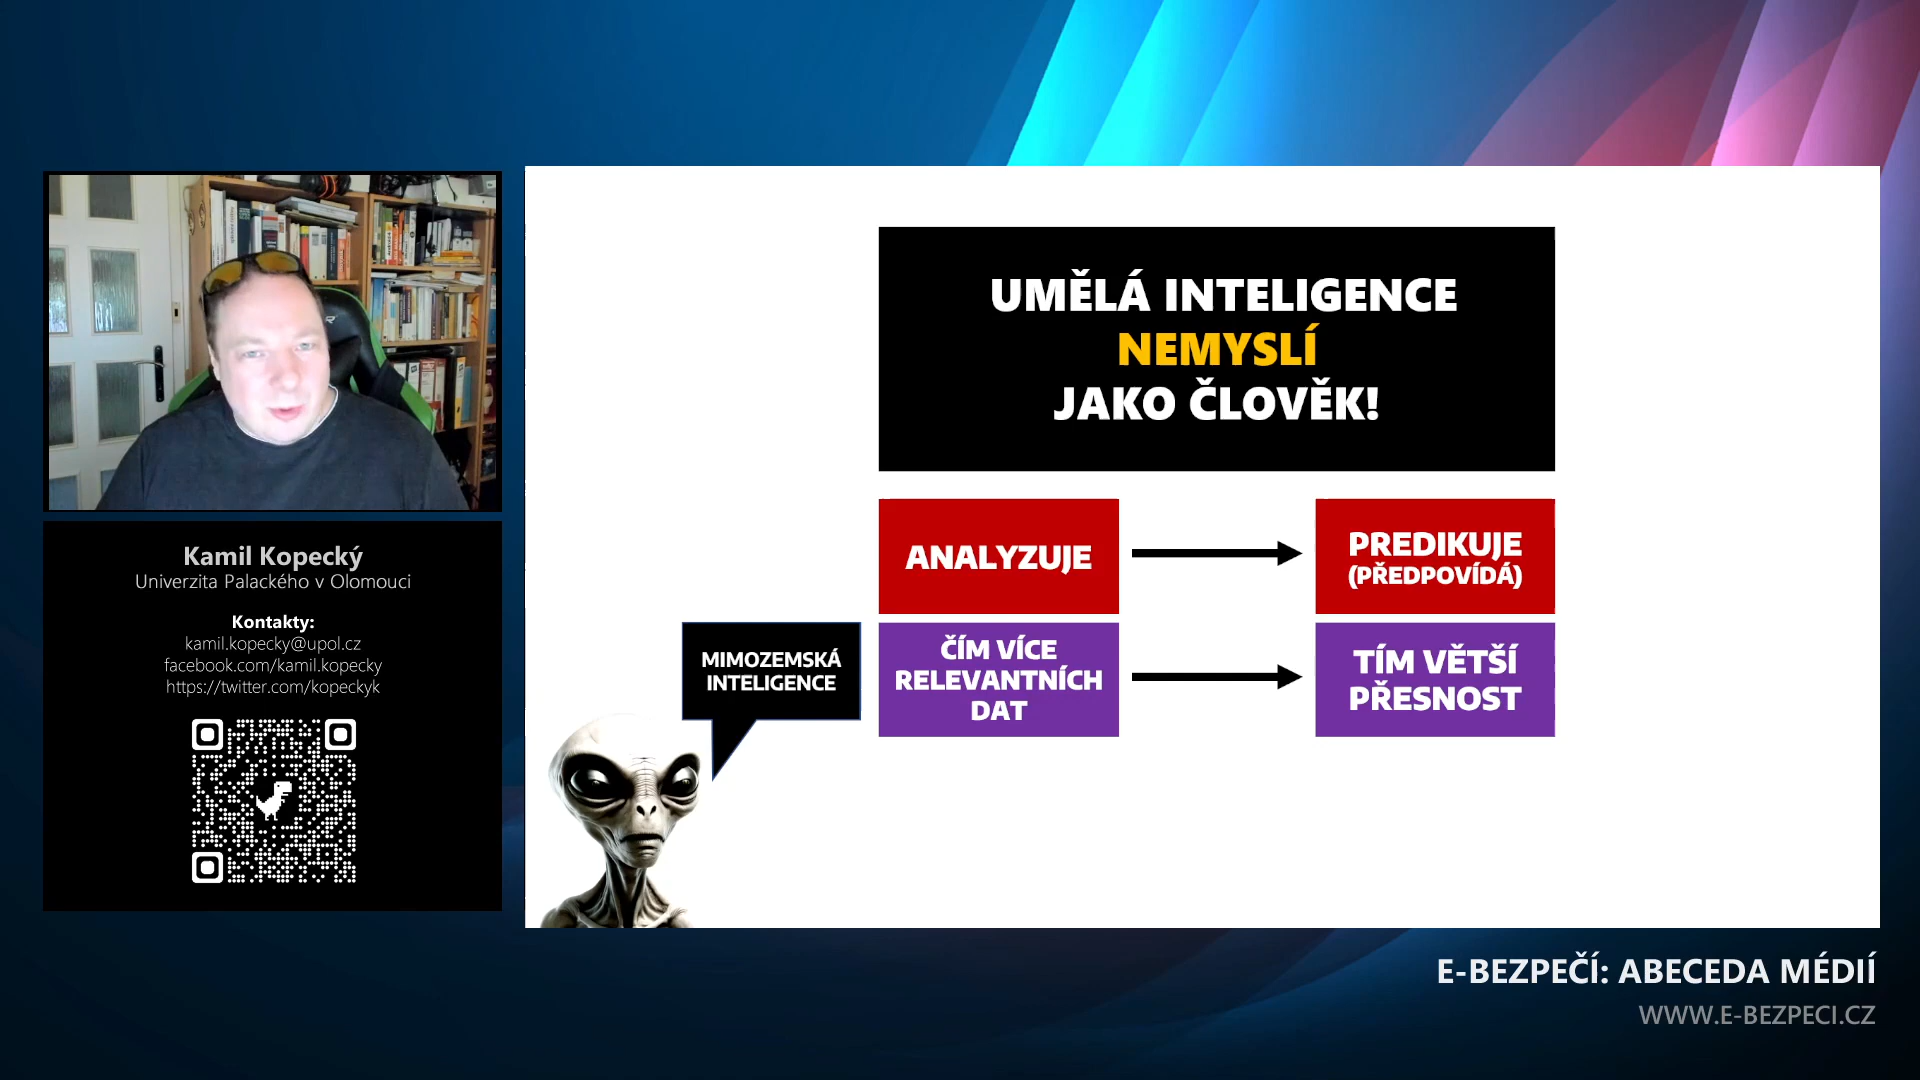 Kamil Kopecký
Univerzita Palackého v Olomouci
Kontakty:
kamil.kopecky@upol.cz
facebook.com/kamil.kopecky
https://twitter.com/kopeckyk
UMĚLÁ INTELIGENCE
NEMYSLÍ
JAKO ČLOVĚK!
ANALYZUJE
PREDIKUJE
(PŘEDPOVÍDÁ)
MIMOZEMSKÁ
INTELIGENCE
ČÍM VÍCE
RELEVANTNÍCH
DAT
TÍM VĚTŠÍ
PŘESNOST
E-BEZPEČÍ: ABECEDA MÉDIÍ
WWW.E-BEZPECI.CZ